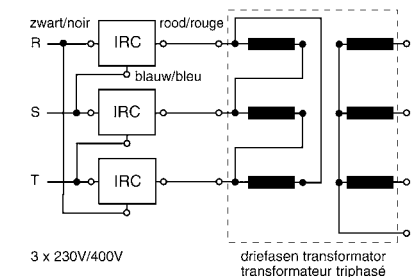 zwart/noir
rood/rouge
R
IRC
blauw/bleu
S
IRC
T
IRC
3 x 230V/400V
driefasen transformator
transformateur triphasé